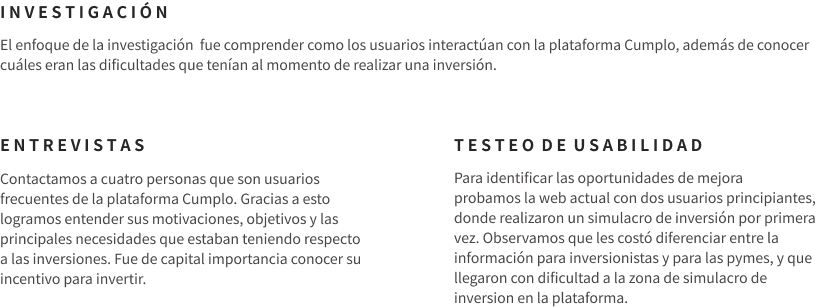 INVESTIGACIÓN
El enfoque de la investigación fue comprender como los usuarios interactúan con la plataforma Cumplo, además de conocer
cuáles eran las dificultades que tenían al momento de realizar una inversión.
ENTREVISTAS
Contactamos a cuatro personas que son usuarios
frecuentes de la plataforma Cumplo. Gracias a esto
logramos entender sus motivaciones, objetivos y las
principales necesidades que estaban teniendo respecto
a las inversiones. Fue de capital importancia conocer su
incentivo para invertir.
TESTEO DE USABILIDAD
Para identificar las oportunidades de mejora
probamos la web actual con dos usuarios principiantes,
donde realizaron un simulacro de inversión por primera
vez. Observamos que les costó diferenciar entre la
información para inversionistas y para las pymes, y que
llegaron con dificultad a la zona de simulacro de
inversion en la plataforma.